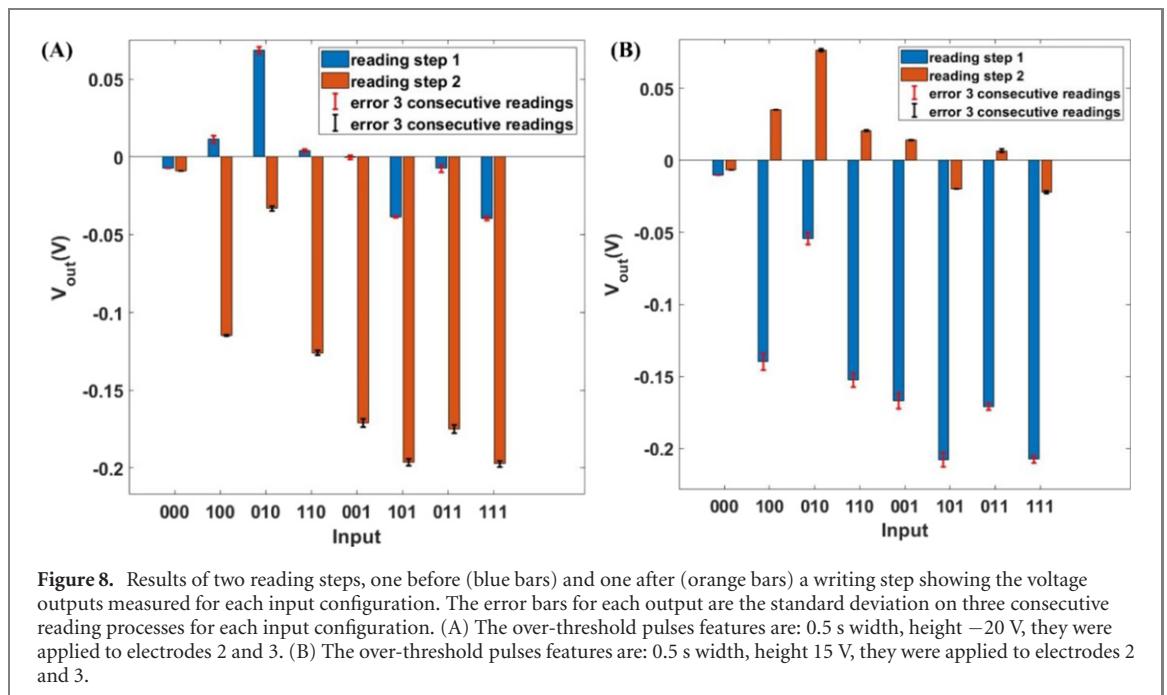 (A)
reading step 1
reading step 2
error 3 consecutive readings
error 3 consecutive readings
0.05
0
-0.05
-0.1
-0.15
-0.2
V_out(V)
000 100 010 110 001 101 011 111
Input
(B)
reading step 1
reading step 2
error 3 consecutive readings
error 3 consecutive readings
0.05
0
-0.05
-0.1
-0.15
-0.2
V_out(V)
000 100 010 110 001 101 011 111
Input
Figure 8. Results of two reading steps, one before (blue bars) and one after (orange bars) a writing step showing the voltage
outputs measured for each input configuration. The error bars for each output are the standard deviation on three consecutive
reading processes for each input configuration. (A) The over-threshold pulses features are: 0.5 s width, height −20 V, they were
applied to electrodes 2 and 3. (B) The over-threshold pulses features are: 0.5 s width, height 15 V, they were applied to electrodes 2
and 3.